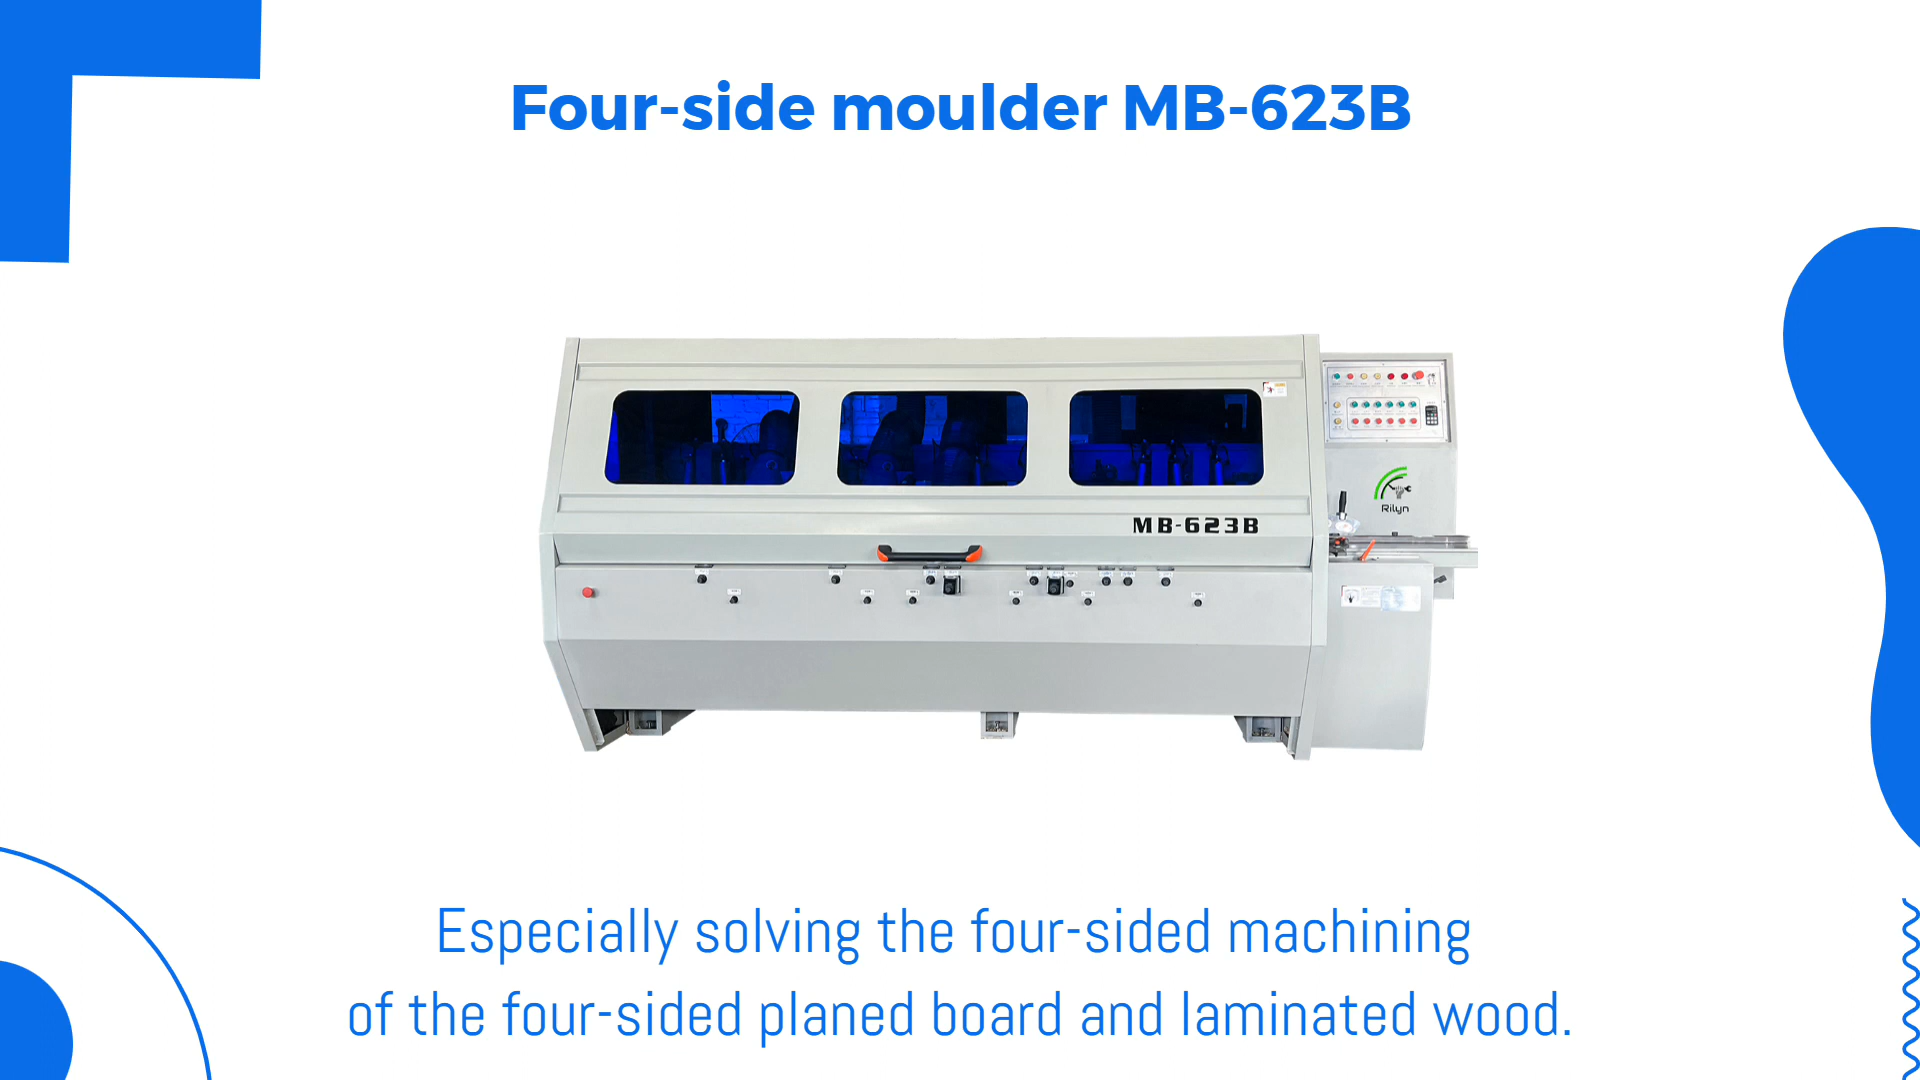 Four-side moulder MB-623B
Rilyn
MB-623B
Especially solving the four-sided machining
of the four-sided planed board and laminated wood.